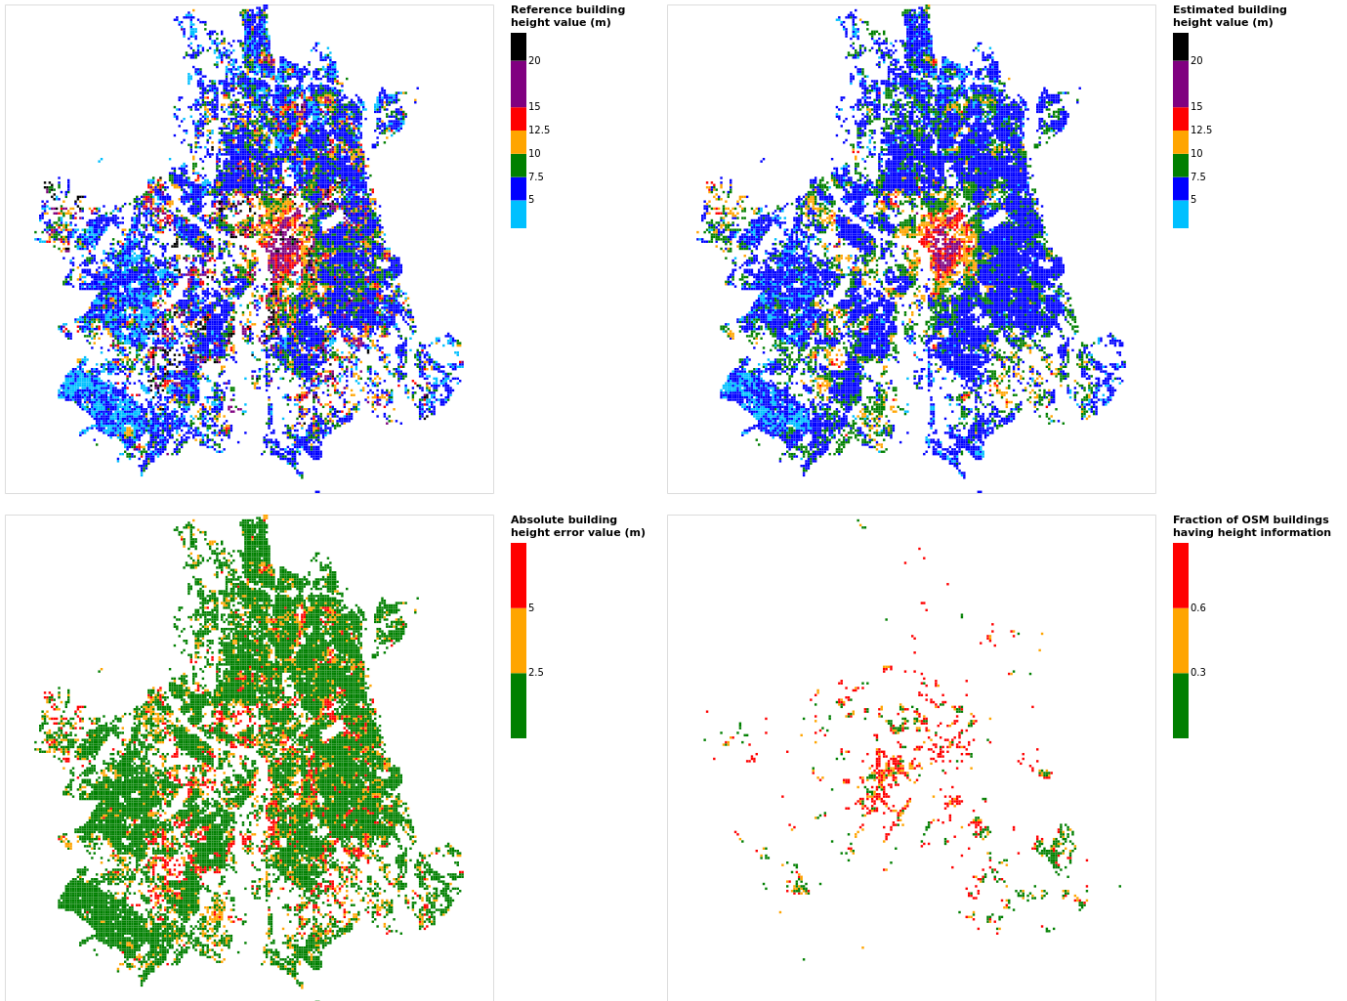 Reference building
height value (m)
20
15
12.5
10
7.5
5
Estimated building
height value (m)
20
15
12.5
10
7.5
5
Absolute building
height error value (m)
5
2.5
Fraction of OSM buildings
having height information
0.6
0.3